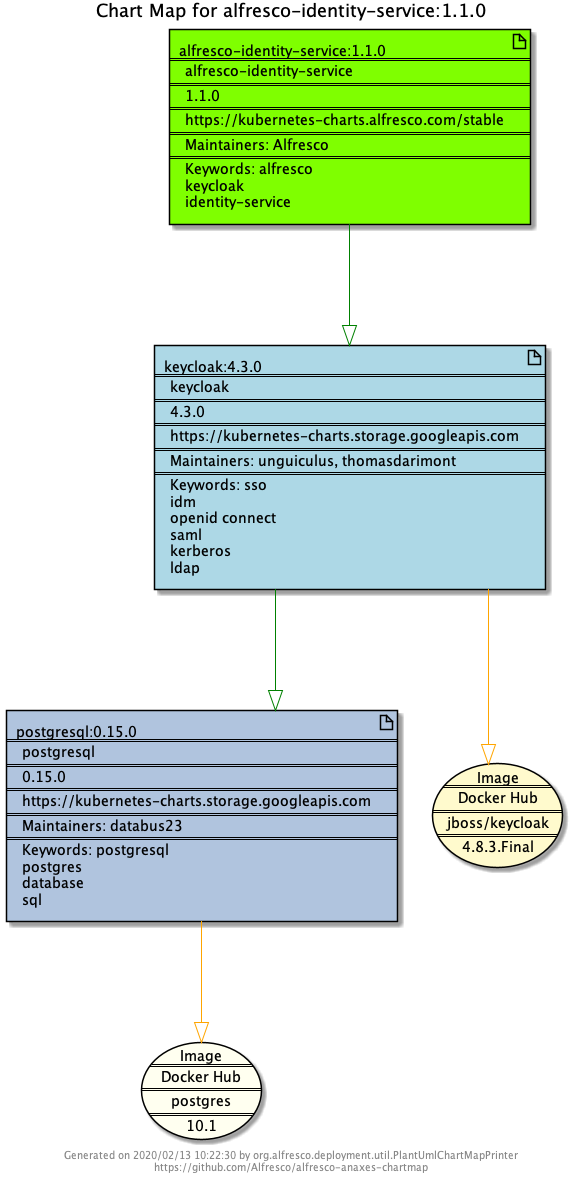 Chart Map for alfresco-identity-service:1.1.0
alfresco-identity-service:1.1.0
alfresco-identity-service
1.1.0
https://kubernetes-charts.alfresco.com/stable
Maintainers: Alfresco
Keywords: alfresco
keycloak
identity-service
keycloak:4.3.0
keycloak
4.3.0
https://kubernetes-charts.storage.googleapis.com
Maintainers: unguiculus, thomasdarimont
Keywords: sso
idm
openid connect
saml
kerberos
ldap
postgresql:0.15.0
postgresql
0.15.0
https://kubernetes-charts.storage.googleapis.com
Maintainers: databus23
Keywords: postgresql
postgres
database
sql
Image
Docker Hub
jboss/keycloak
4.8.3.Final
Image
Docker Hub
postgres
10.1
Generated on 2020/02/13 10:22:30 by org.alfresco.deployment.util.PlantUmlChartMapPrinter
https://github.com/Alfresco/alfresco-anaxes-chartmap